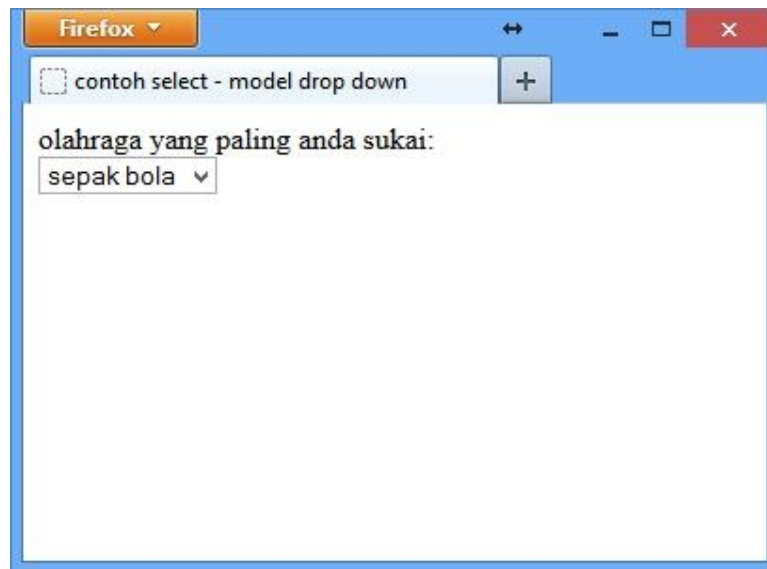 Firefox
contoh select - model drop down
olahraga yang paling anda sukai:
sepak bola